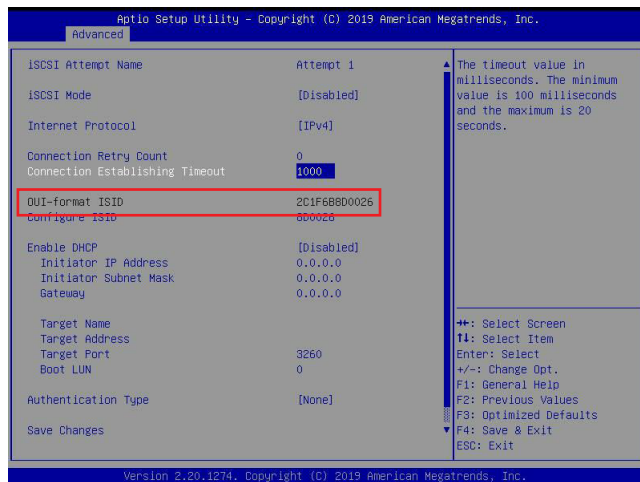 Aptio Setup Utility – Copyright (C) 2019 American Megatrends, Inc.
Advanced
iSCSI Attempt Name Attempt 1
iSCSI Mode [Disabled]
Internet Protocol [IPv4]
Connection Retry Count 0
Connection Establishing Timeout 1000
OUI-format ISID 2C1F6B8D0026
Configure ISID 8D0026
Enable DHCP [Disabled]
Initiator IP Address 0.0.0.0
Initiator Subnet Mask 0.0.0.0
Gateway 0.0.0.0
Target Name
Target Address
Target Port 3260
Boot LUN 0
Authentication Type [None]
Save Changes
The timeout value in
milliseconds. The minimum
value is 100 milliseconds
and the maximum is 20
seconds.
→←: Select Screen
↑↓: Select Item
Enter: Select
+/-: Change Opt.
F1: General Help
F2: Previous Values
F3: Optimized Defaults
F4: Save & Exit
ESC: Exit
Version 2.20.1274. Copyright (C) 2019 American Megatrends, Inc.